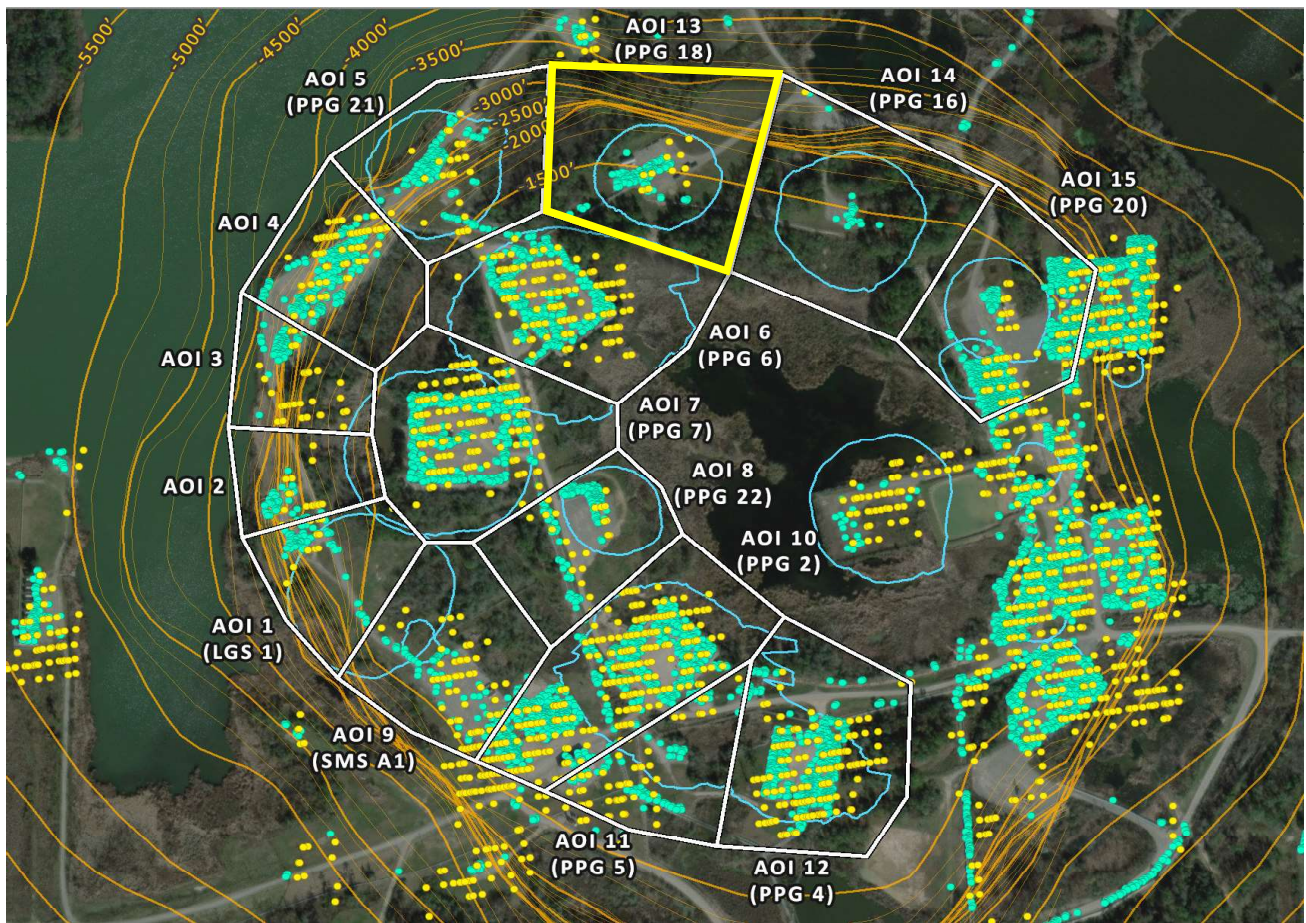 -5500'
-5000'
-4500'
-4000'
-3500'
-3000'
-2500'
-2000'
-1500'
AOI 13
(PPG 18)
AOI 5
(PPG 21)
AOI 14
(PPG 16)
AOI 15
(PPG 20)
AOI 4
AOI 3
AOI 6
(PPG 6)
AOI 7
(PPG 7)
AOI 8
(PPG 22)
AOI 2
AOI 10
(PPG 2)
AOI 1
(LGS 1)
AOI 9
(SMS A1)
AOI 11
(PPG 5)
AOI 12
(PPG 4)